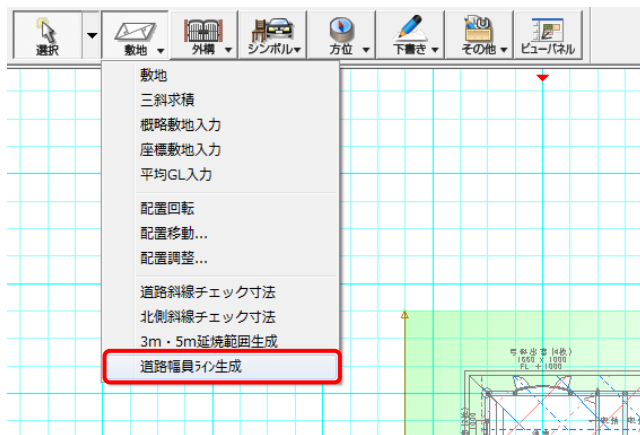 選択 敷地 外構 シンボル 方位 下書き その他 ビューパネル
敷地
三斜求積
概略敷地入力
座標敷地入力
平均GL入力
配置回転
配置移動...
配置調整...
道路斜線チェック寸法
北側斜線チェック寸法
3m・5m延焼範囲生成
道路幅員ライン生成
1660 x 1000
FL + 1000